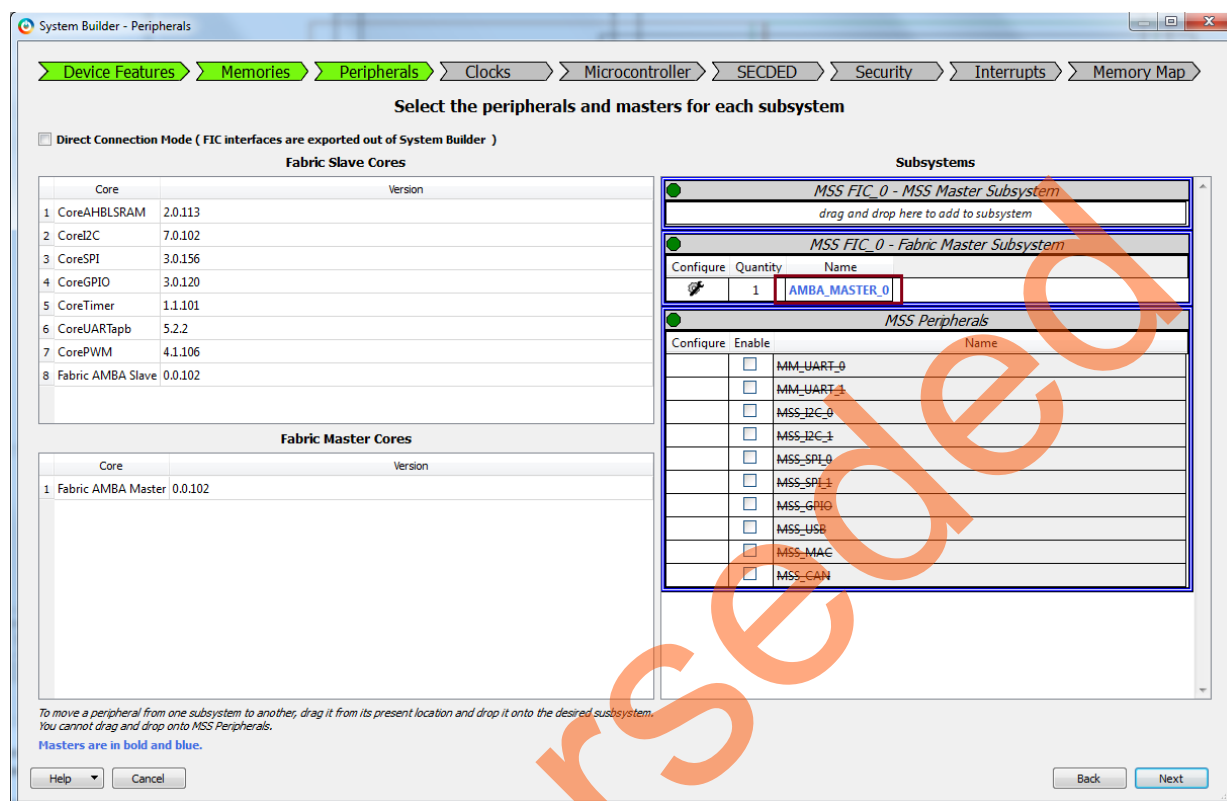 System Builder - Peripherals
Device Features Memories Peripherals Clocks Microcontroller SECDED Security Interrupts Memory Map
Select the peripherals and masters for each subsystem
Direct Connection Mode ( FIC interfaces are exported out of System Builder )
Fabric Slave Cores
Core Version
1 CoreAHBLSRAM 2.0.113
2 CoreI2C 7.0.102
3 CoreSPI 3.0.156
4 CoreGPIO 3.0.120
5 CoreTimer 1.1.101
6 CoreUARTapb 5.2.2
7 CorePWM 4.1.106
8 Fabric AMBA Slave 0.0.102
Fabric Master Cores
Core Version
1 Fabric AMBA Master 0.0.102
Subsystems
MSS FIC_0 - MSS Master Subsystem
drag and drop here to add to subsystem
MSS FIC_0 - Fabric Master Subsystem
Configure Quantity Name
1 AMBA_MASTER_0
MSS Peripherals
Configure Enable Name
MM_UART_0
MM_UART_1
MSS_I2C_0
MSS_I2C_1
MSS_SPI_0
MSS_SPI_1
MSS_GPIO
MSS_USB
MSS_MAC
MSS_CAN
To move a peripheral from one subsystem to another, drag it from its present location and drop it onto the desired susbsystem.
You cannot drag and drop onto MSS Peripherals.
Masters are in bold and blue.
Help Cancel Back Next
rseded